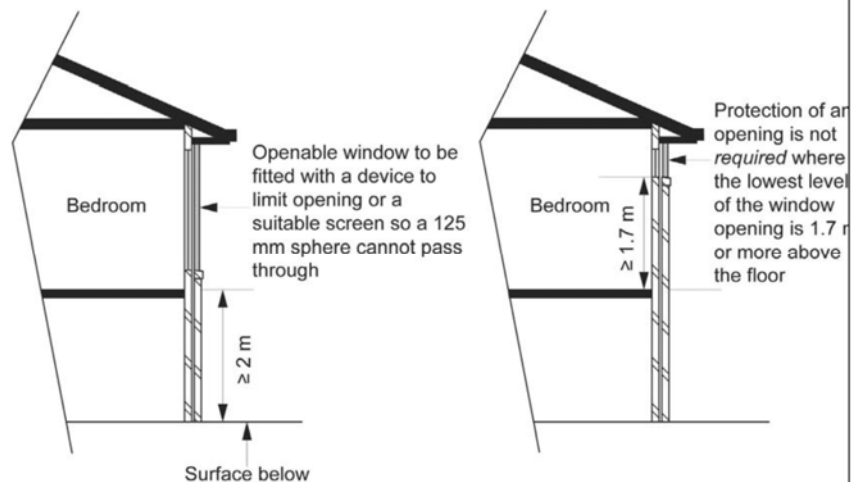 Bedroom
Openable window to be
fitted with a device to
limit opening or a
suitable screen so a 125
mm sphere cannot pass
through
≥ 2 m
Surface below
Bedroom
≥ 1.7 m
Protection of
opening is not
required where
the lowest level
of the window
opening is 1.7
or more above
the floor